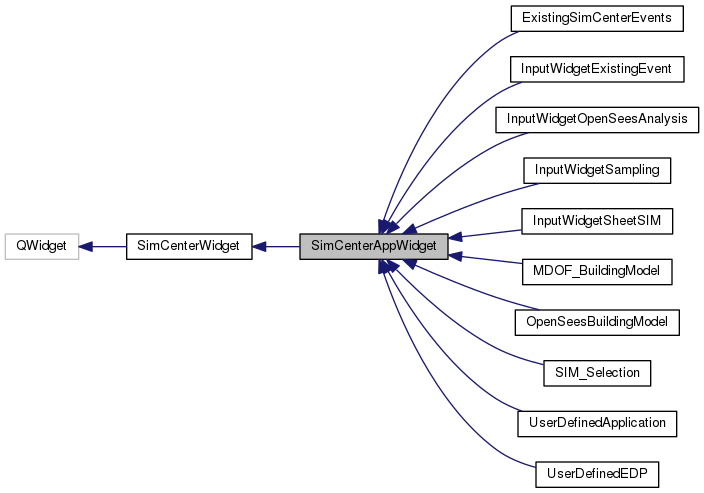 ExistingSimCenterEvents
InputWidgetExistingEvent
InputWidgetOpenSeesAnalysis
InputWidgetSampling
InputWidgetSheetSIM
QWidget
SimCenterWidget
SimCenterAppWidget
MDOF_BuildingModel
OpenSeesBuildingModel
SIM_Selection
UserDefinedApplication
UserDefinedEDP